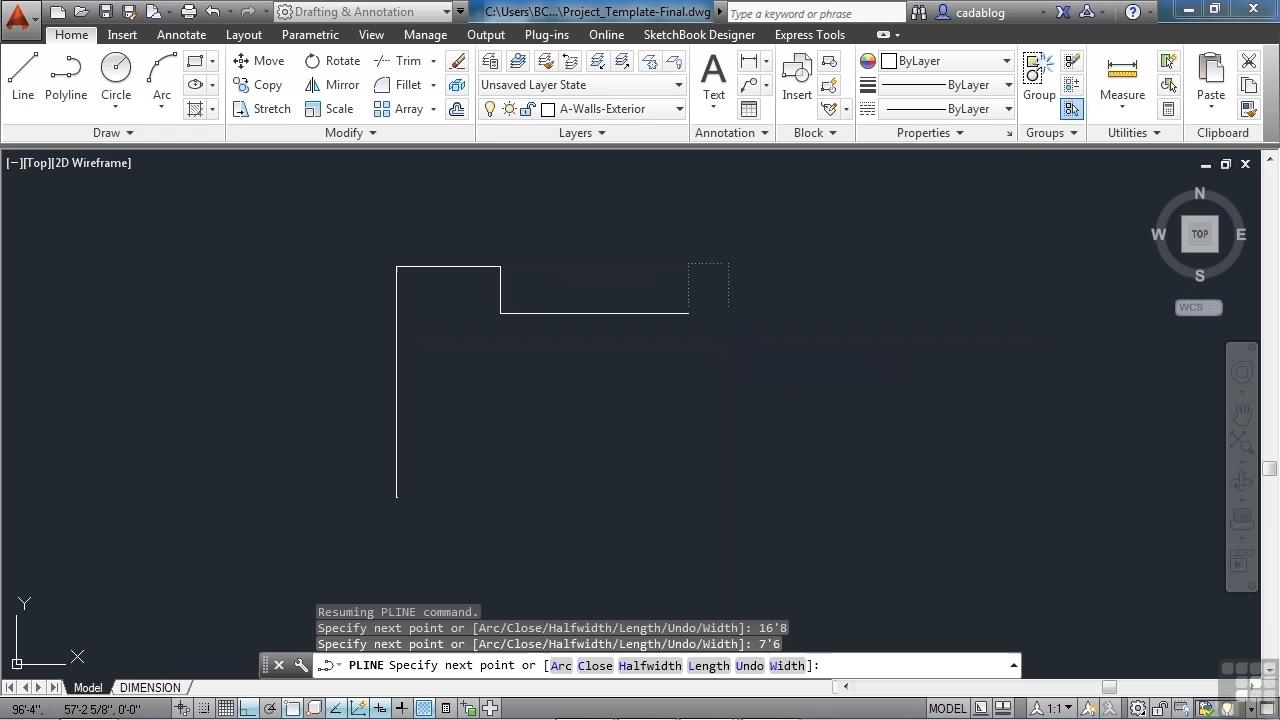 Drafting & Annotation C:\Users\BC...\Project_Template-Final.dwg Type a keyword or phrase cadablog
Home Insert Annotate Layout Parametric View Manage Output Plug-ins Online SketchBook Designer Express Tools
Move Rotate Trim ByLayer
Copy Mirror Fillet Unsaved Layer State ByLayer
Line Polyline Circle Arc Text Insert Group Measure Paste
Stretch Scale Array A-Walls-Exterior ByLayer
Draw Modify Layers Annotation Block Properties Groups Utilities Clipboard
[−][Top][2D Wireframe]
N
W TOP E
S
WCS
Y
X
Resuming PLINE command.
Specify next point or [Arc/Close/Halfwidth/Length/Undo/Width]: 16'8
Specify next point or [Arc/Close/Halfwidth/Length/Undo/Width]: 7'6
PLINE Specify next point or [Arc Close Halfwidth Length Undo Width]:
Model DIMENSION
96'-4", 57'-2 5/8", 0'-0" MODEL 1:1